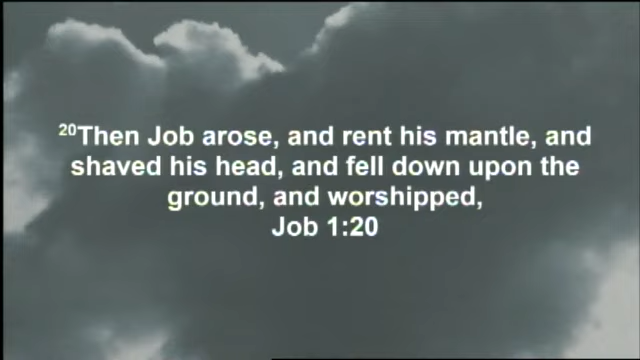 20Then Job arose, and rent his mantle, and
shaved his head, and fell down upon the
ground, and worshipped,
Job 1:20